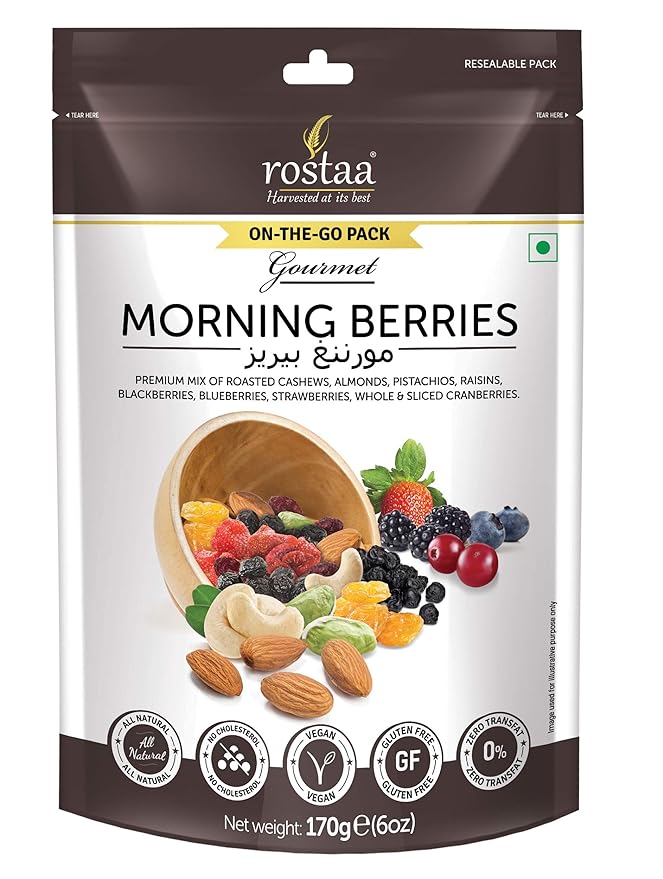 RESEALABLE PACK
TEAR HERE
TEAR HERE
rostaa®
Harvested at its best
ON-THE-GO PACK
Gourmet
MORNING BERRIES
مورننغ بيريز
PREMIUM MIX OF ROASTED CASHEWS, ALMONDS, PISTACHIOS, RAISINS,
BLACKBERRIES, BLUEBERRIES, STRAWBERRIES, WHOLE & SLICED CRANBERRIES.
Image used for illustrative purpose only
ALL NATURAL
All Natural
ALL NATURAL
NO CHOLESTEROL
NO CHOLESTEROL
VEGAN
V
VEGAN
GLUTEN FREE
GF
GLUTEN FREE
ZERO TRANSFAT
0%
ZERO TRANSFAT
Net weight: 170g℮(6oz)